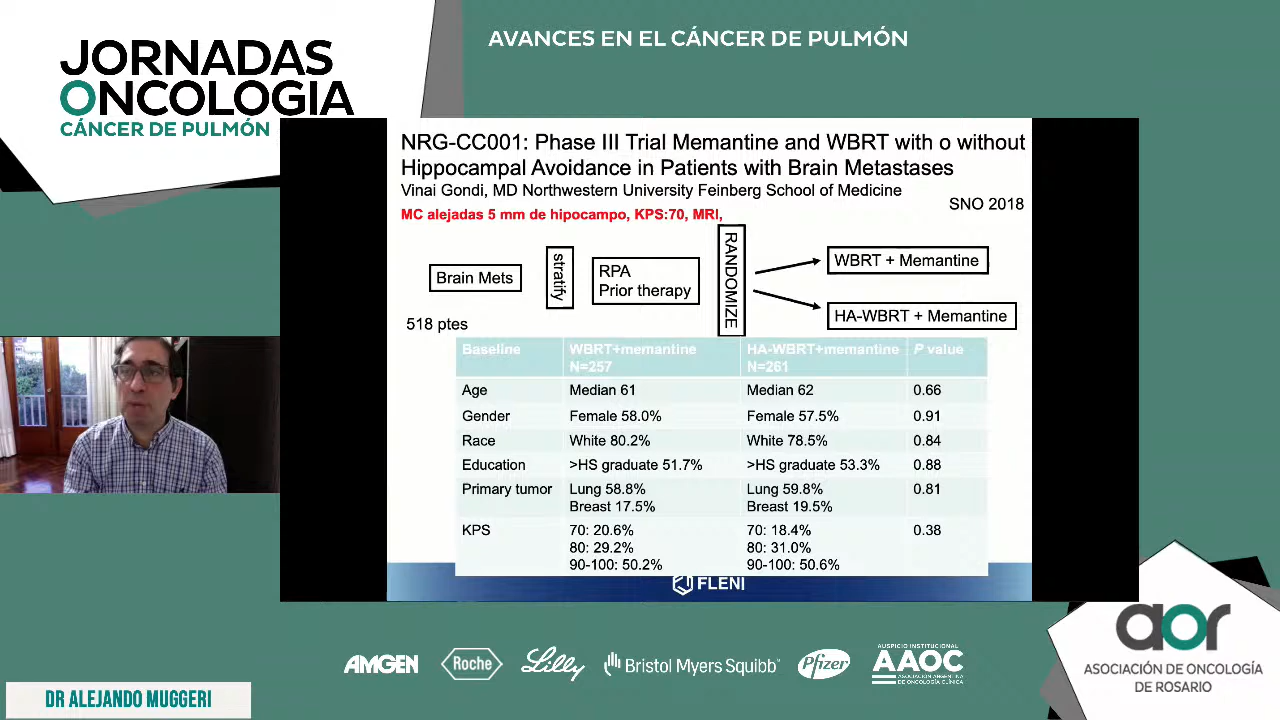 JORNADAS
ONCOLOGIA
CÁNCER DE PULMÓN
AVANCES EN EL CÁNCER DE PULMÓN
NRG-CC001: Phase III Trial Memantine and WBRT with o without
Hippocampal Avoidance in Patients with Brain Metastases
Vinai Gondi, MD Northwestern University Feinberg School of Medicine
SNO 2018
MC alejadas 5 mm de hipocampo, KPS:70, MRI,
Brain Mets
stratify
RPA
Prior therapy
RANDOMIZE
WBRT + Memantine
HA-WBRT + Memantine
518 ptes
Baseline WBRT+memantine HA-WBRT+memantine P value
N=257 N=261
Age Median 61 Median 62 0.66
Gender Female 58.0% Female 57.5% 0.91
Race White 80.2% White 78.5% 0.84
Education >HS graduate 51.7% >HS graduate 53.3% 0.88
Primary tumor Lung 58.8% Lung 59.8% 0.81
Breast 17.5% Breast 19.5%
KPS 70: 20.6% 70: 18.4% 0.38
80: 29.2% 80: 31.0%
90-100: 50.2% 90-100: 50.6%
FLENI
AMGEN
Roche
Lilly
Bristol Myers Squibb
Pfizer
AUSPICIO INSTITUCIONAL
AAOC
ASOCIACIÓN ARGENTINA
DE ONCOLOGÍA CLÍNICA
aor
ASOCIACIÓN DE ONCOLOGÍA
DE ROSARIO
DR ALEJANDO MUGGERI